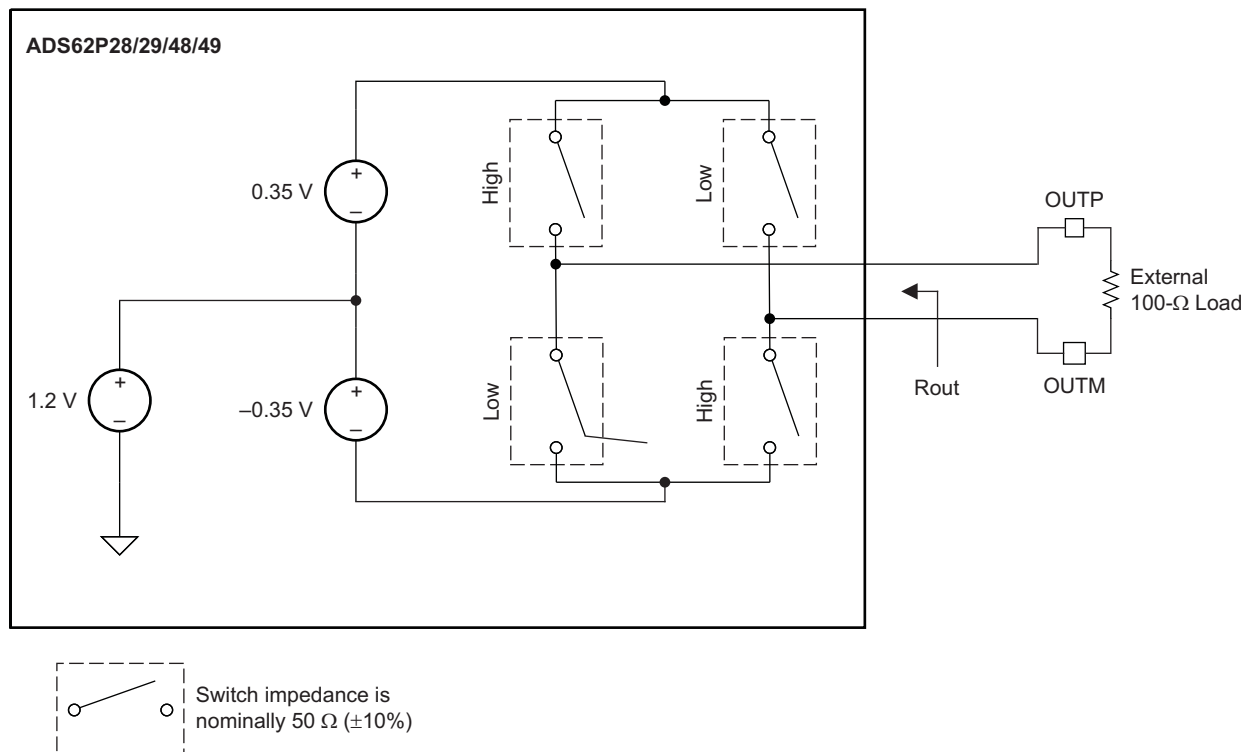 ADS62P28/29/48/49
High
Low
0.35 V
+
–
OUTP
External
100-Ω Load
Rout
OUTM
1.2 V
+
–
–0.35 V
+
–
Low
High
Switch impedance is
nominally 50 Ω (±10%)